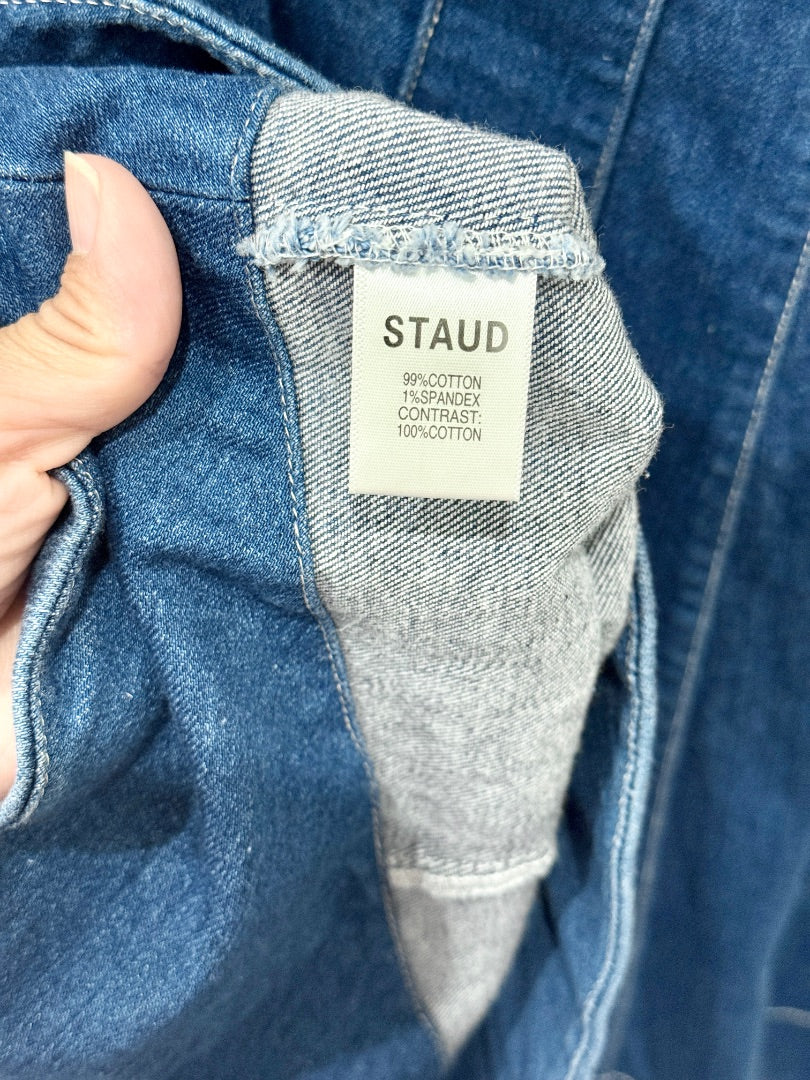 STAUD
99%COTTON
1%SPANDEX
CONTRAST:
100%COTTON